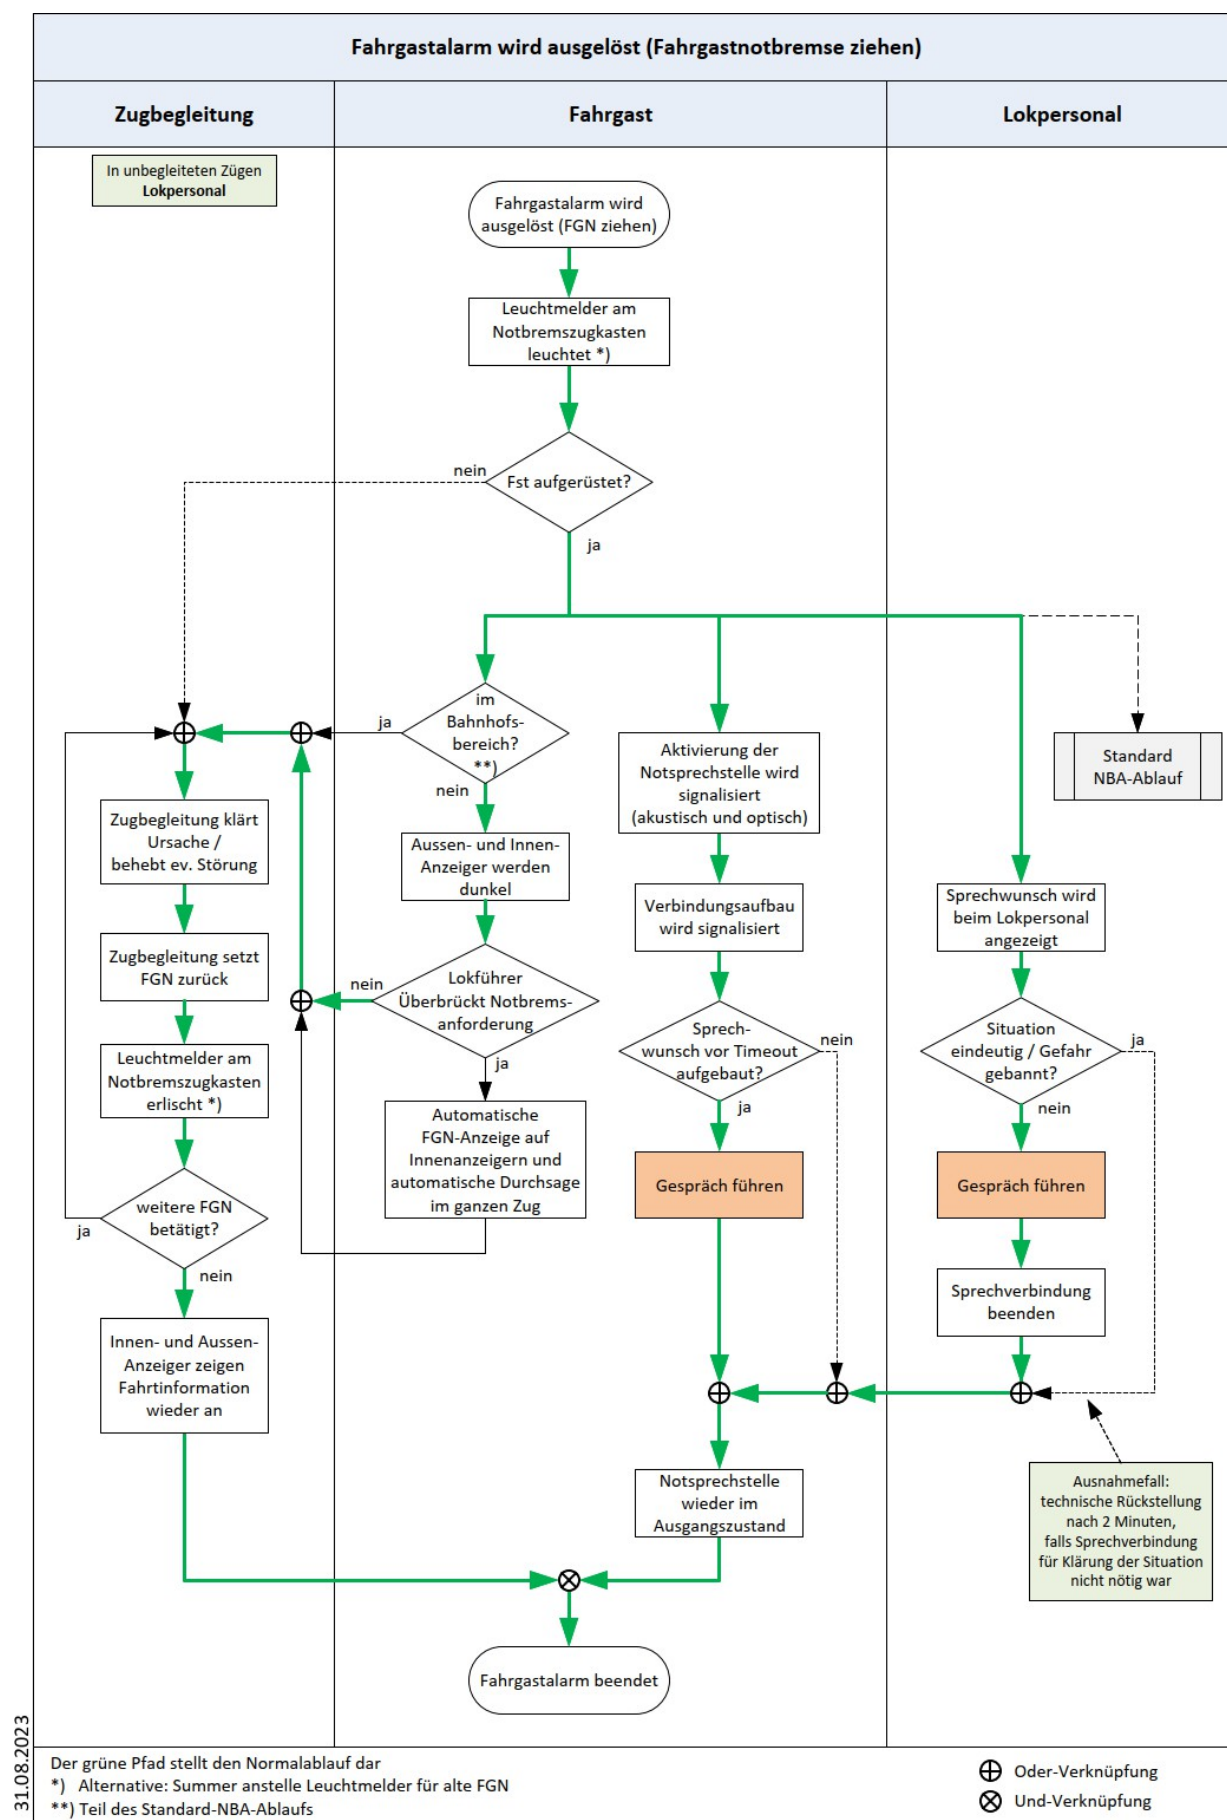 Fahrgastalarm wird ausgelöst (Fahrgastnotbremse ziehen)
Zugbegleitung
Fahrgast
Lokpersonal
In unbegleiteten Zügen
Lokpersonal
Fahrgastalarm wird
ausgelöst (FGN ziehen)
Leuchtmelder am
Notbremszugkasten
leuchtet *)
nein
Fst aufgerüstet?
ja
im
Bahnhofs-
bereich?
**)
ja
nein
Aktivierung der
Notsprechstelle wird
signalisiert
(akustisch und optisch)
Standard
NBA-Ablauf
Zugbegleitung klärt
Ursache /
behebt ev. Störung
Aussen- und Innen-
Anzeiger werden
dunkel
Verbindungsaufbau
wird signalisiert
Sprechwunsch wird
beim Lokpersonal
angezeigt
Zugbegleitung setzt
FGN zurück
nein
Lokführer
Überbrückt Notbrems-
anforderung
ja
Sprech-
wunsch vor Timeout
aufgebaut?
nein
ja
Situation
eindeutig / Gefahr
gebannt?
ja
nein
Leuchtmelder am
Notbremszugkasten
erlischt *)
Automatische
FGN-Anzeige auf
Innenanzeigern und
automatische Durchsage
im ganzen Zug
Gespräch führen
Gespräch führen
weitere FGN
betätigt?
ja
nein
Sprechverbindung
beenden
Innen- und Aussen-
Anzeiger zeigen
Fahrtinformation
wieder an
Notsprechstelle
wieder im
Ausgangszustand
Ausnahmefall:
technische Rückstellung
nach 2 Minuten,
falls Sprechverbindung
für Klärung der Situation
nicht nötig war
Fahrgastalarm beendet
31.08.2023
Der grüne Pfad stellt den Normalablauf dar
*) Alternative: Summer anstelle Leuchtmelder für alte FGN
**) Teil des Standard-NBA-Ablaufs
Oder-Verknüpfung
Und-Verknüpfung